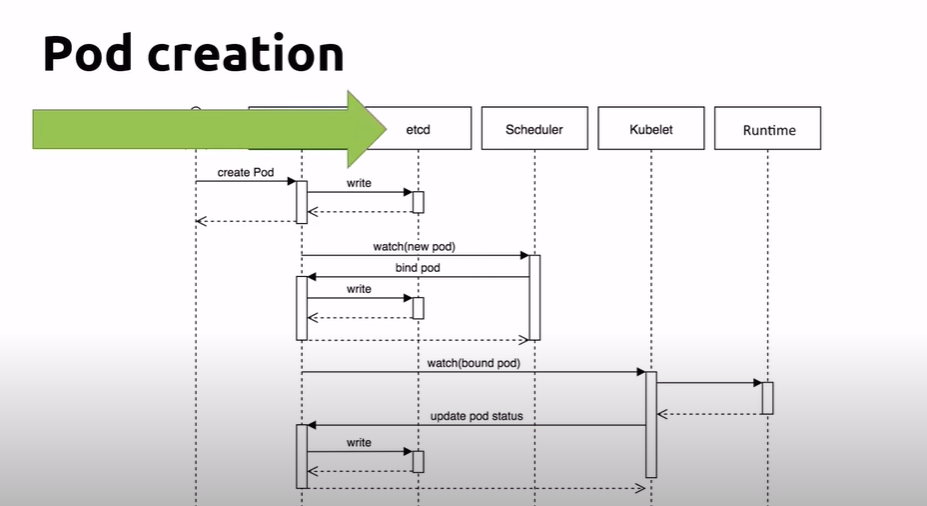 Pod creation
etcd
Scheduler
Kubelet
Runtime
create Pod
write
watch(new pod)
bind pod
write
watch(bound pod)
update pod status
write